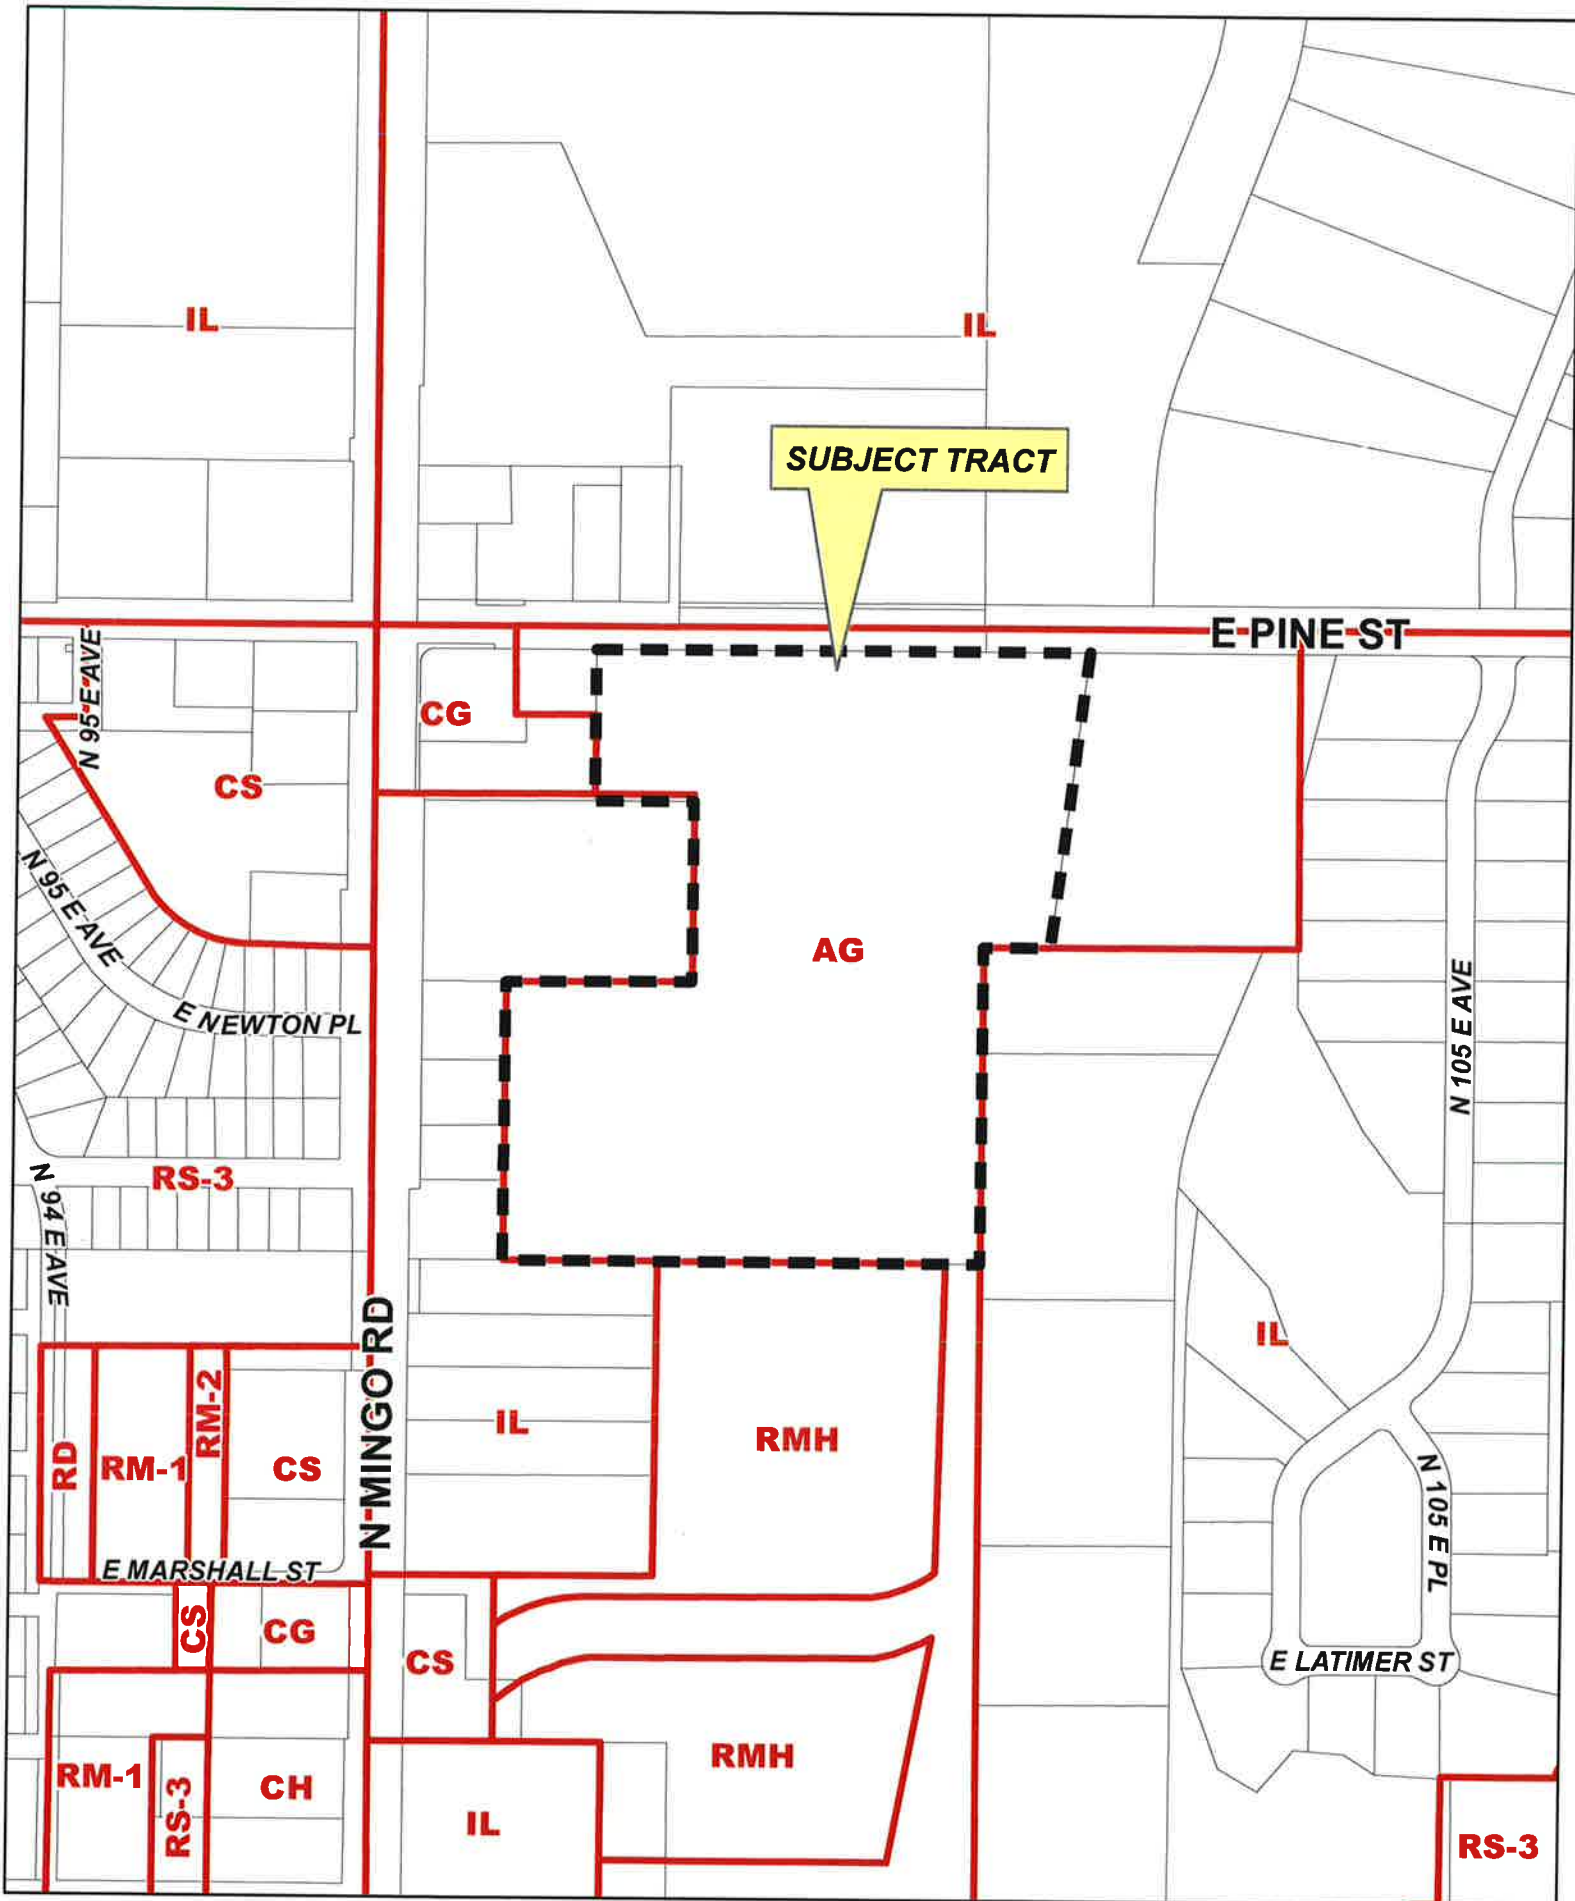 IL
IL
SUBJECT TRACT
E PINE ST
N 95 E AVE
CG
CS
N 95 E AVE
AG
E NEWTON PL
N 105 E AVE
RS-3
N 94 E AVE
N MINGO RD
IL
RM-2
RD
RM-1
CS
IL
RMH
N 105 E PL
E MARSHALL ST
CS
CG
CS
E LATIMER ST
RMH
RM-1
RS-3
CH
IL
RS-3